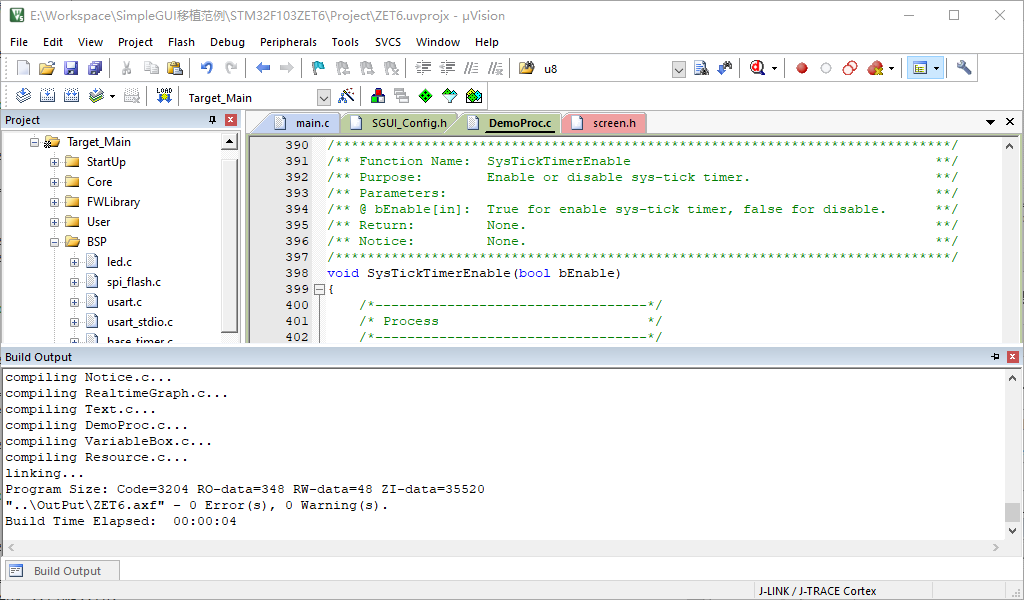 E:\Workspace\SimpleGUI移植范例\STM32F103ZET6\Project\ZET6.uvprojx - µVision
File Edit View Project Flash Debug Peripherals Tools SVCS Window Help
u8
LOAD Target_Main
Project
Target_Main
StartUp
Core
FWLibrary
User
BSP
led.c
spi_flash.c
usart.c
usart_stdio.c
base_timer.c
main.c SGUI_Config.h DemoProc.c screen.h
390 /*****************************************************************************/
391 /** Function Name: SysTickTimerEnable **/
392 /** Purpose: Enable or disable sys-tick timer. **/
393 /** Parameters: **/
394 /** @ bEnable[in]: True for enable sys-tick timer, false for disable. **/
395 /** Return: None. **/
396 /** Notice: None. **/
397 /*****************************************************************************/
398 void SysTickTimerEnable(bool bEnable)
399 {
400 /*----------------------------------*/
401 /* Process */
402 /*----------------------------------*/
Build Output
compiling Notice.c...
compiling RealtimeGraph.c...
compiling Text.c...
compiling DemoProc.c...
compiling VariableBox.c...
compiling Resource.c...
linking...
Program Size: Code=3204 RO-data=348 RW-data=48 ZI-data=35520
"..\OutPut\ZET6.axf" - 0 Error(s), 0 Warning(s).
Build Time Elapsed: 00:00:04
Build Output
J-LINK / J-TRACE Cortex